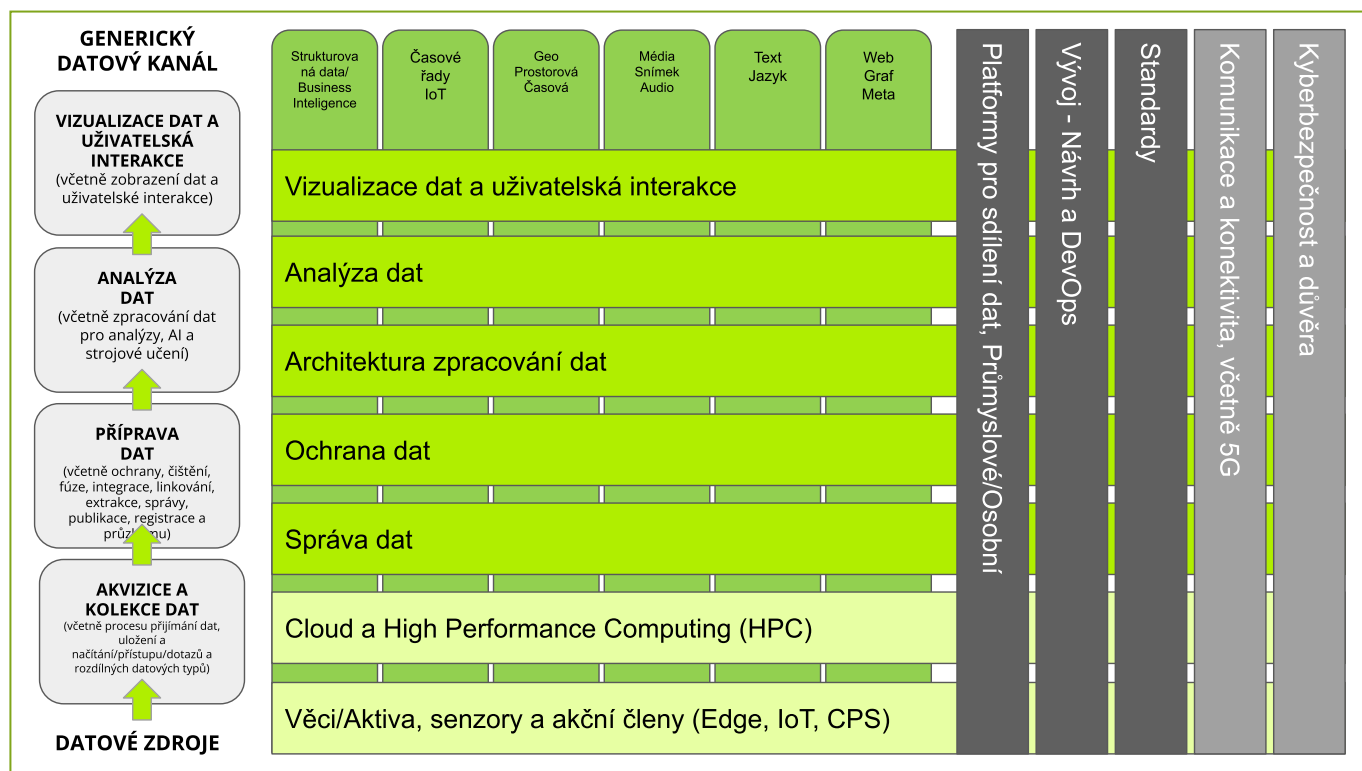 GENERICKÝ
DATOVÝ KANÁL
VIZUALIZACE DAT A
UŽIVATELSKÁ
INTERAKCE
(včetně zobrazení dat a
uživatelské interakce)
ANALÝZA
DAT
(včetně zpracování dat
pro analýzy, AI a
strojové učení)
PŘÍPRAVA
DAT
(včetně ochrany, čištění,
fúze, integrace, linkování,
extrakce, správy,
publikace, registrace a
AKVIZICE A
KOLEKCE DAT
(včetně procesu přijímání dat,
uložení a
načítání/přístupu/dotazů a
rozdílných datových typů)
DATOVÉ ZDROJE
Strukturova
ná data/
Business
Inteligence
Časové
řady
IoT
Geo
Prostorová
Časová
Média
Snímek
Audio
Text
Jazyk
Web
Graf
Meta
Vizualizace dat a uživatelská interakce
Analýza dat
Architektura zpracování dat
Ochrana dat
Správa dat
Cloud a High Performance Computing (HPC)
Věci/Aktiva, senzory a akční členy (Edge, IoT, CPS)
Platformy pro sdílení dat, Průmyslové/Osobní
Vývoj - Návrh a DevOps
Standardy
Komunikace a konektivita, včetně 5G
Kyberbezpečnost a důvěra